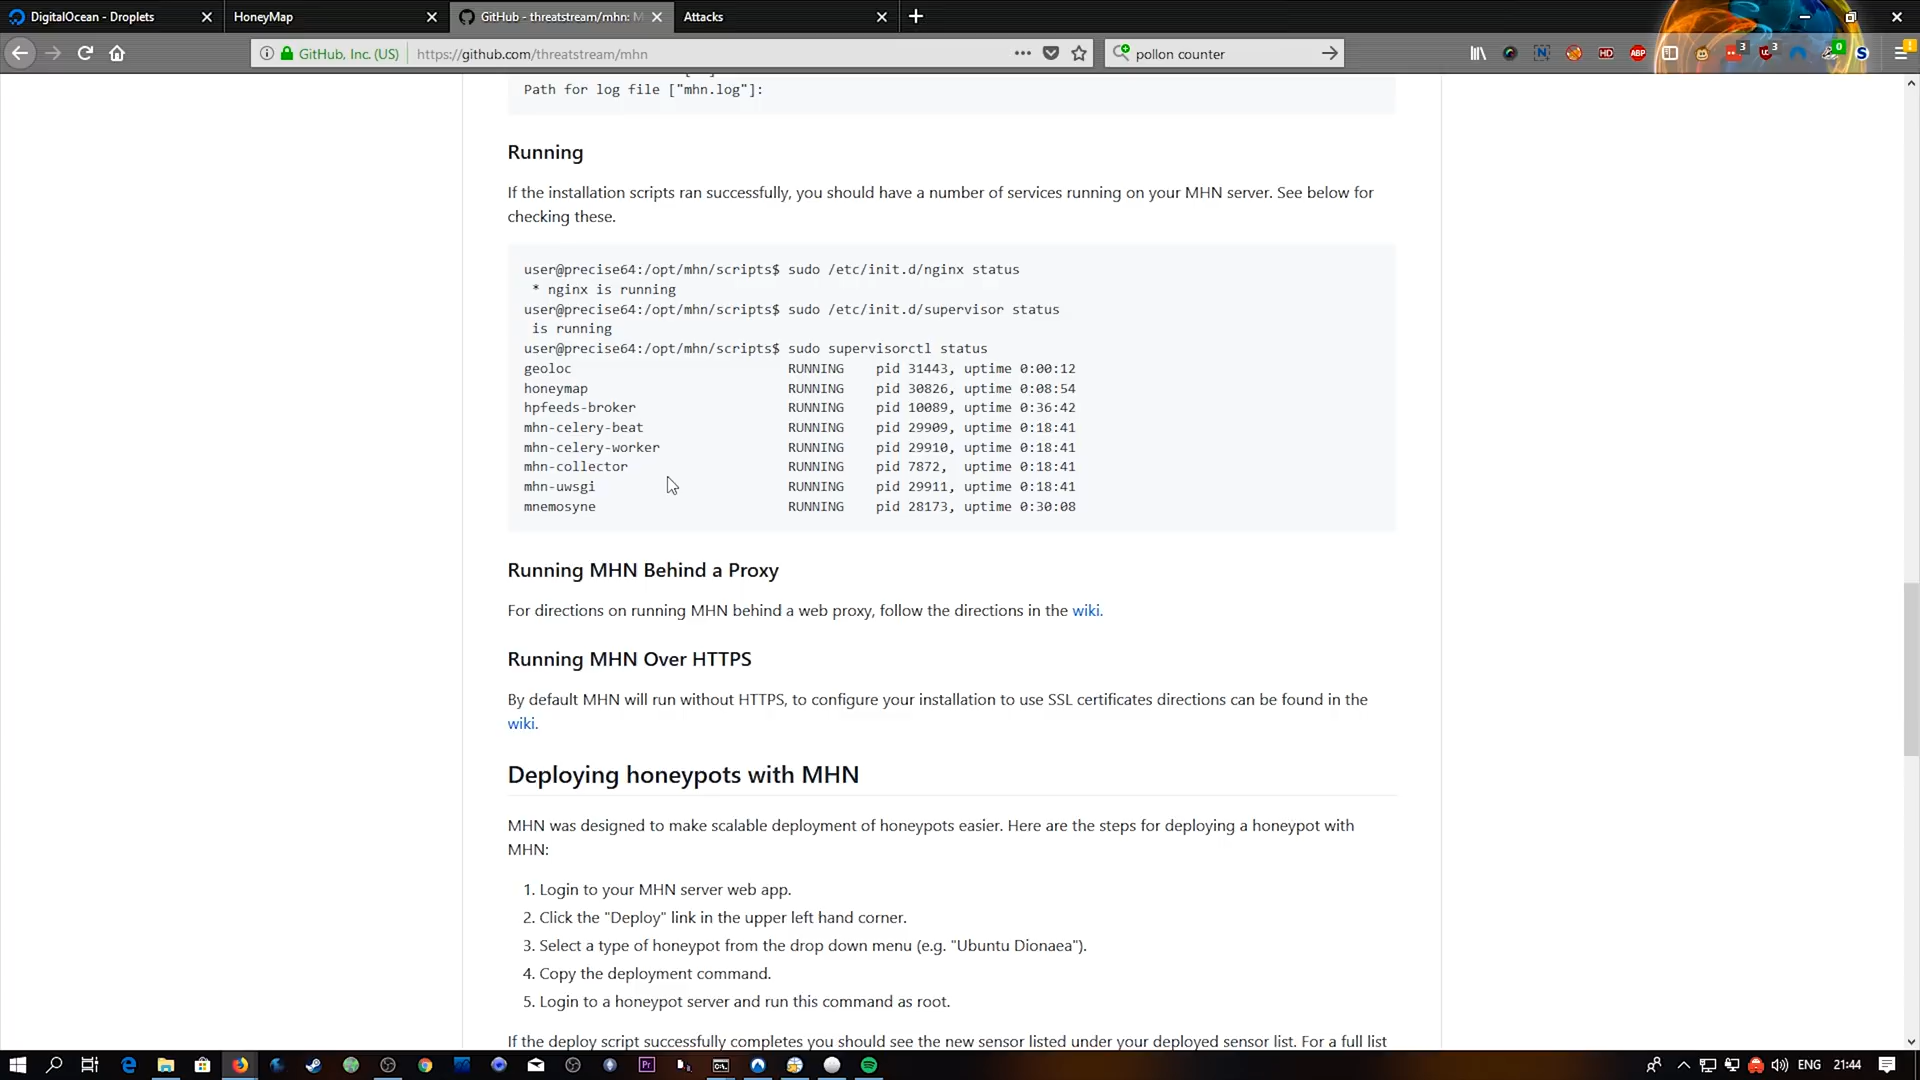 DigitalOcean - Droplets
HoneyMap
GitHub - threatstream/mhn: M
Attacks
GitHub, Inc. (US)
https://github.com/threatstream/mhn
pollon counter
HD
ABP
3
3
0
Path for log file ["mhn.log"]:
Running
If the installation scripts ran successfully, you should have a number of services running on your MHN server. See below for
checking these.
user@precise64:/opt/mhn/scripts$ sudo /etc/init.d/nginx status
* nginx is running
user@precise64:/opt/mhn/scripts$ sudo /etc/init.d/supervisor status
is running
user@precise64:/opt/mhn/scripts$ sudo supervisorctl status
geoloc RUNNING pid 31443, uptime 0:00:12
honeymap RUNNING pid 30826, uptime 0:08:54
hpfeeds-broker RUNNING pid 10089, uptime 0:36:42
mhn-celery-beat RUNNING pid 29909, uptime 0:18:41
mhn-celery-worker RUNNING pid 29910, uptime 0:18:41
mhn-collector RUNNING pid 7872, uptime 0:18:41
mhn-uwsgi RUNNING pid 29911, uptime 0:18:41
mnemosyne RUNNING pid 28173, uptime 0:30:08
Running MHN Behind a Proxy
For directions on running MHN behind a web proxy, follow the directions in the wiki.
Running MHN Over HTTPS
By default MHN will run without HTTPS, to configure your installation to use SSL certificates directions can be found in the
wiki.
Deploying honeypots with MHN
MHN was designed to make scalable deployment of honeypots easier. Here are the steps for deploying a honeypot with
MHN:
1. Login to your MHN server web app.
2. Click the "Deploy" link in the upper left hand corner.
3. Select a type of honeypot from the drop down menu (e.g. "Ubuntu Dionaea").
4. Copy the deployment command.
5. Login to a honeypot server and run this command as root.
If the deploy script successfully completes you should see the new sensor listed under your deployed sensor list. For a full list
ENG
21:44